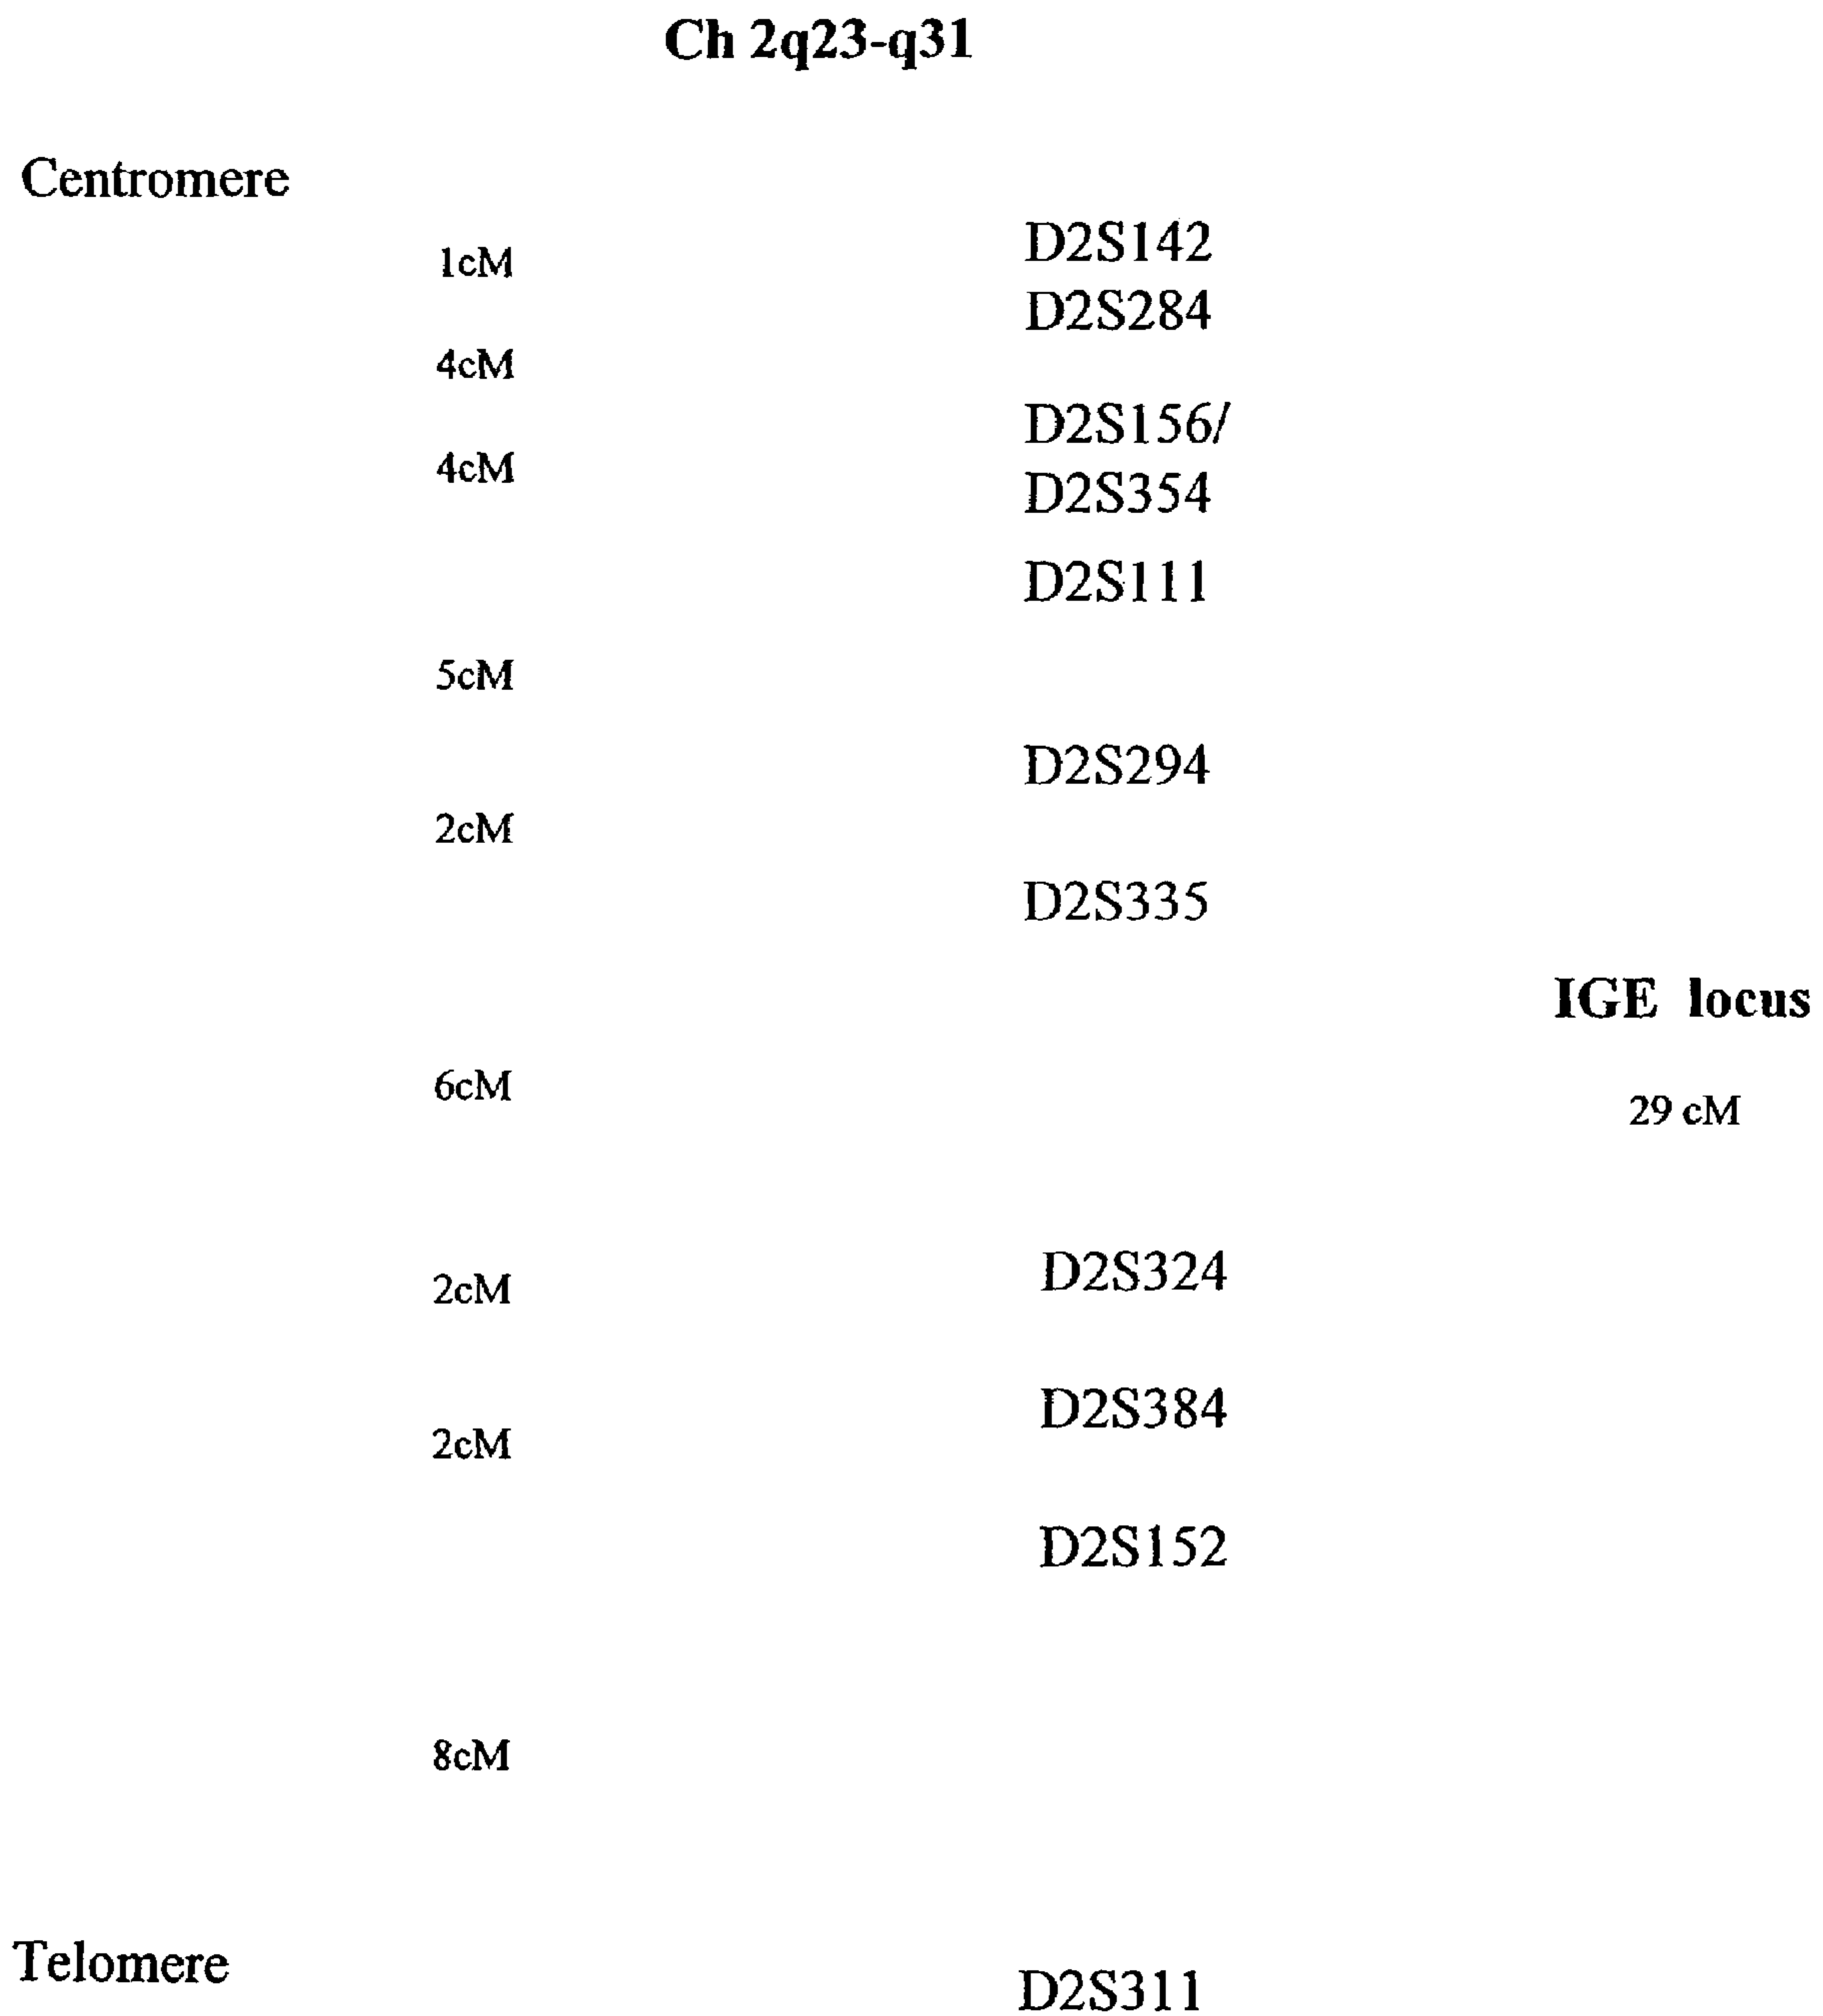 Ch 2q23-q31
Centromere
1cM
D2S142
D2S284
4cM
D2S156/
4cM
D2S354
D2S111
5cM
D2S294
2cM
D2S335
IGE locus
6cM
29 cM
D2S324
2cM
D2S384
2cM
D2S152
8cM
Telomere
D2S311